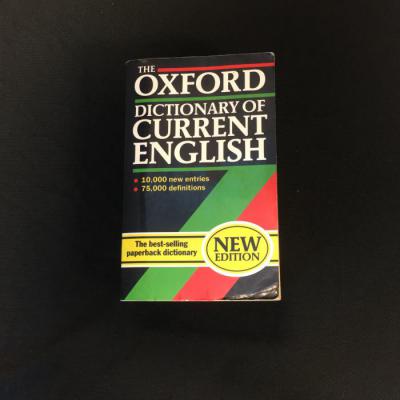 THE
OXFORD
DICTIONARY OF
CURRENT
ENGLISH
• 10,000 new entries
• 75,000 definitions
The best-selling
paperback dictionary
NEW
EDITION